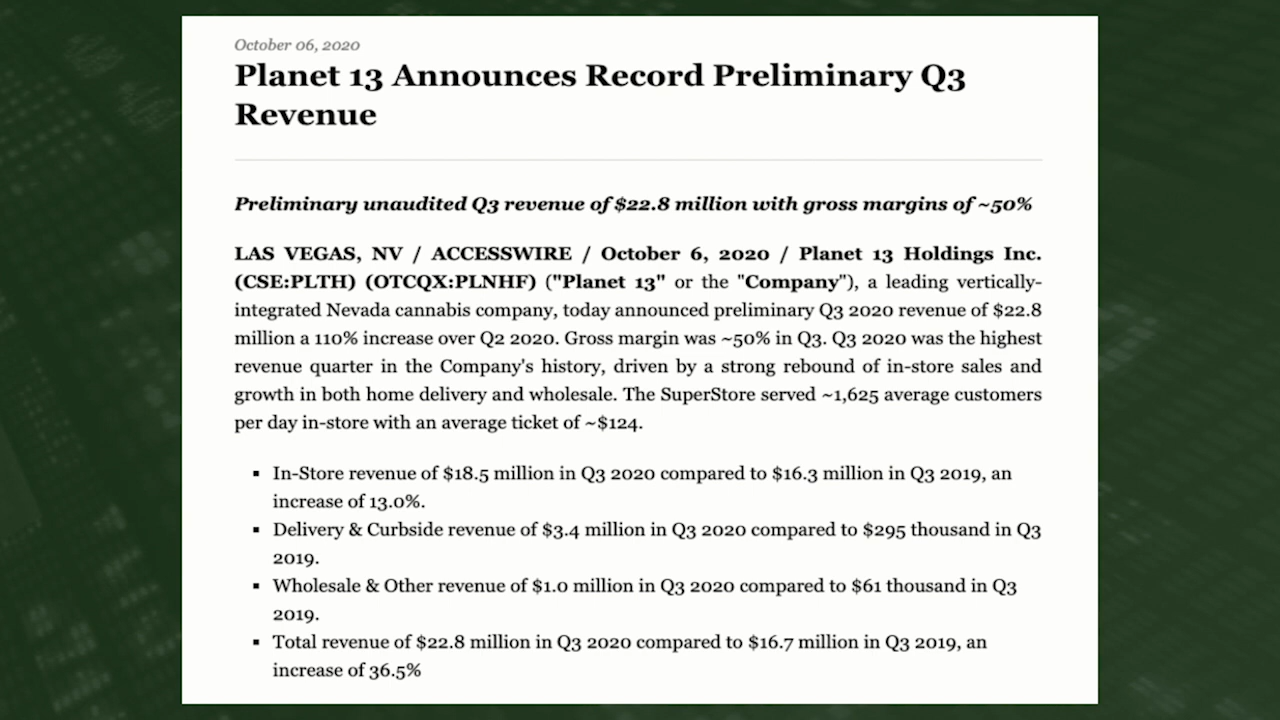 October 06, 2020
Planet 13 Announces Record Preliminary Q3
Revenue
Preliminary unaudited Q3 revenue of $22.8 million with gross margins of ~50%
LAS VEGAS, NV / ACCESSWIRE / October 6, 2020 / Planet 13 Holdings Inc.
(CSE:PLTH) (OTCQX:PLNHF) ("Planet 13" or the "Company"), a leading vertically-
integrated Nevada cannabis company, today announced preliminary Q3 2020 revenue of $22.8
million a 110% increase over Q2 2020. Gross margin was ~50% in Q3. Q3 2020 was the highest
revenue quarter in the Company's history, driven by a strong rebound of in-store sales and
growth in both home delivery and wholesale. The SuperStore served ~1,625 average customers
per day in-store with an average ticket of ~$124.
▪ In-Store revenue of $18.5 million in Q3 2020 compared to $16.3 million in Q3 2019, an
increase of 13.0%.
▪ Delivery & Curbside revenue of $3.4 million in Q3 2020 compared to $295 thousand in Q3
2019.
▪ Wholesale & Other revenue of $1.0 million in Q3 2020 compared to $61 thousand in Q3
2019.
▪ Total revenue of $22.8 million in Q3 2020 compared to $16.7 million in Q3 2019, an
increase of 36.5%